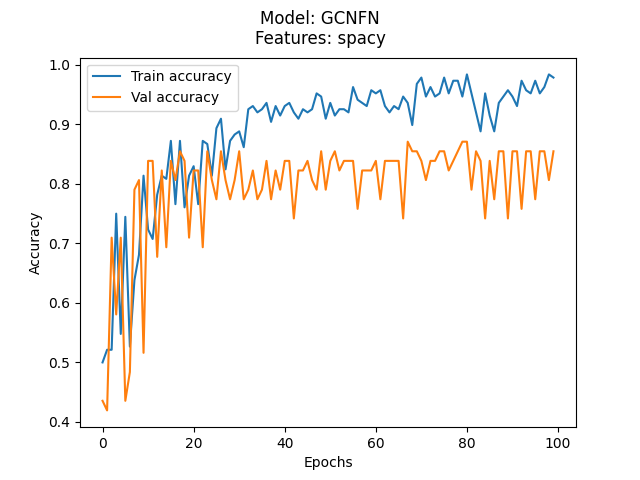 Model: GCNFN
Features: spacy
Train accuracy
Val accuracy
Accuracy
1.0
0.9
0.8
0.7
0.6
0.5
0.4
0 20 40 60 80 100
Epochs